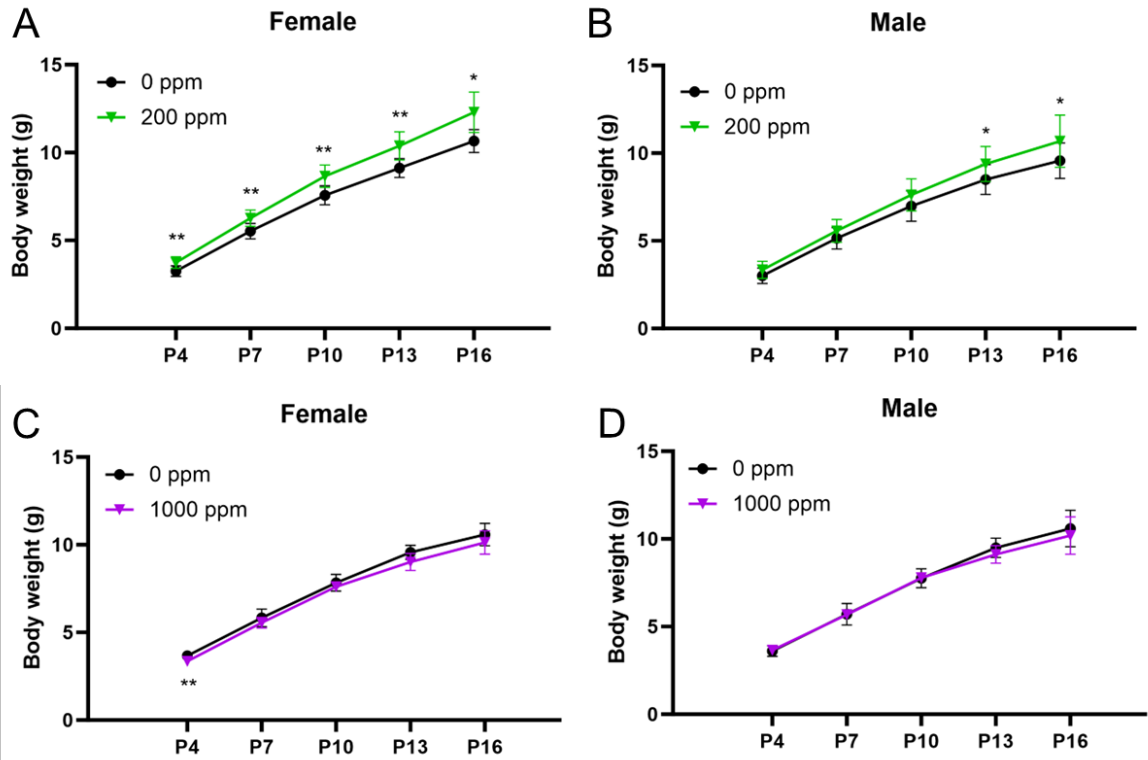 A
Female
Body weight (g)
15
10
5
0
0 ppm
200 ppm
**
**
**
**
*
P4 P7 P10 P13 P16
B
Male
Body weight (g)
15
10
5
0
0 ppm
200 ppm
*
*
P4 P7 P10 P13 P16
C
Female
Body weight (g)
15
10
5
0
0 ppm
1000 ppm
**
P4 P7 P10 P13 P16
D
Male
Body weight (g)
15
10
5
0
0 ppm
1000 ppm
P4 P7 P10 P13 P16